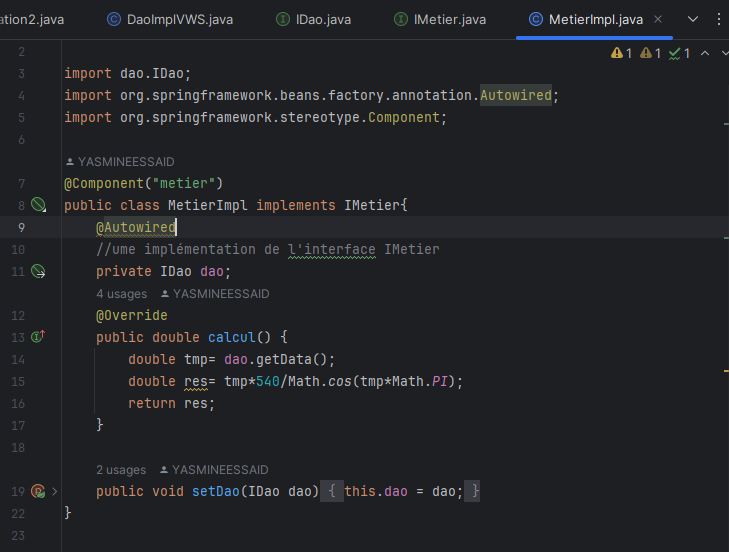 ation2.java DaoImplVWS.java IDao.java IMetier.java MetierImpl.java
2 1 1 1
3 import dao.IDao;
4 import org.springframework.beans.factory.annotation.Autowired;
5 import org.springframework.stereotype.Component;
6
YASMINEESSAID
7 @Component("metier")
8 public class MetierImpl implements IMetier{
9 @Autowired
10 //ume implémentation de l'interface IMetier
11 private IDao dao;
4 usages YASMINEESSAID
12 @Override
13 public double calcul() {
14 double tmp= dao.getData();
15 double res= tmp*540/Math.cos(tmp*Math.PI);
16 return res;
17 }
18
2 usages YASMINEESSAID
19 public void setDao(IDao dao) { this.dao = dao; }
22 }
23